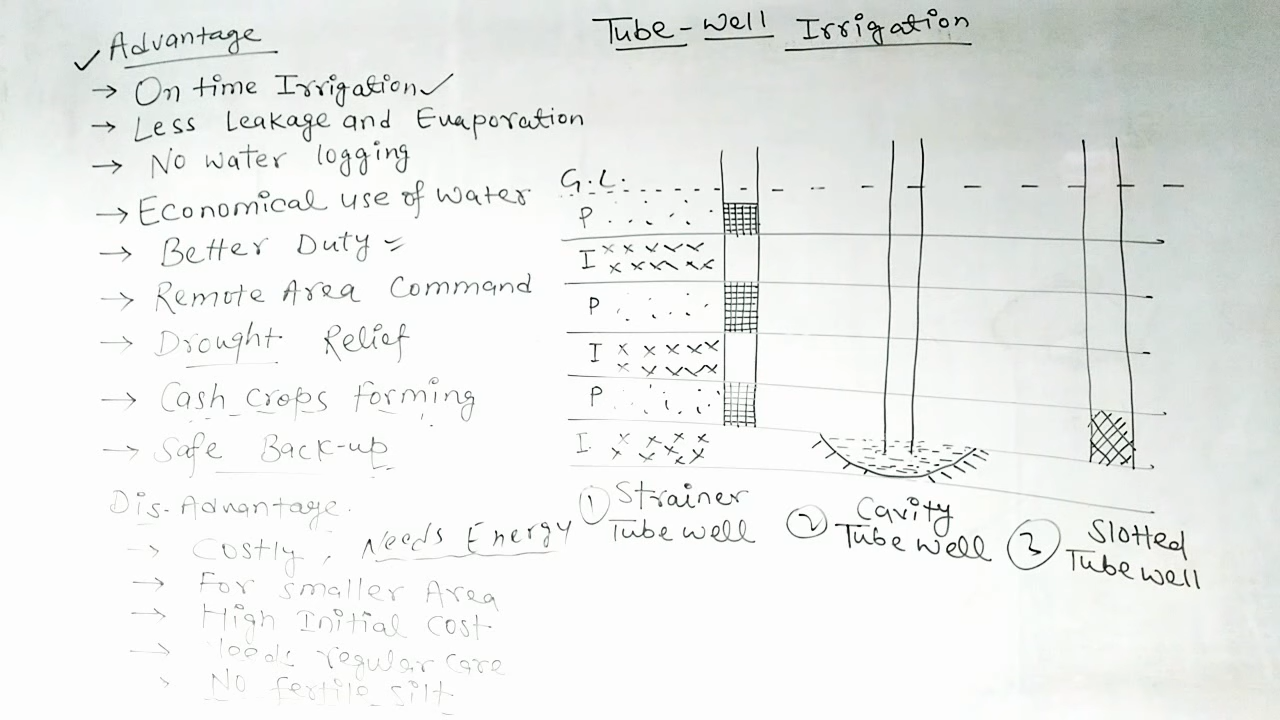 Tube-Well Irrigation
✓ Advantage
→ On time Irrigation ✓
→ Less Leakage and Evaporation
→ No water logging
→ Economical use of water
→ Better Duty
→ Remote Area Command
→ Drought Relief
→ Cash crops forming
→ Safe Back-up
Dis-Advantage.
→ Costly, Needs Energy
→ For smaller Area
→ High Initial Cost
→ Needs regular care
→ No fertile silt
G.L.
P
I
P
I
P
I
① Strainer
Tube well
② Cavity
Tube well
③ Slotted
Tube well